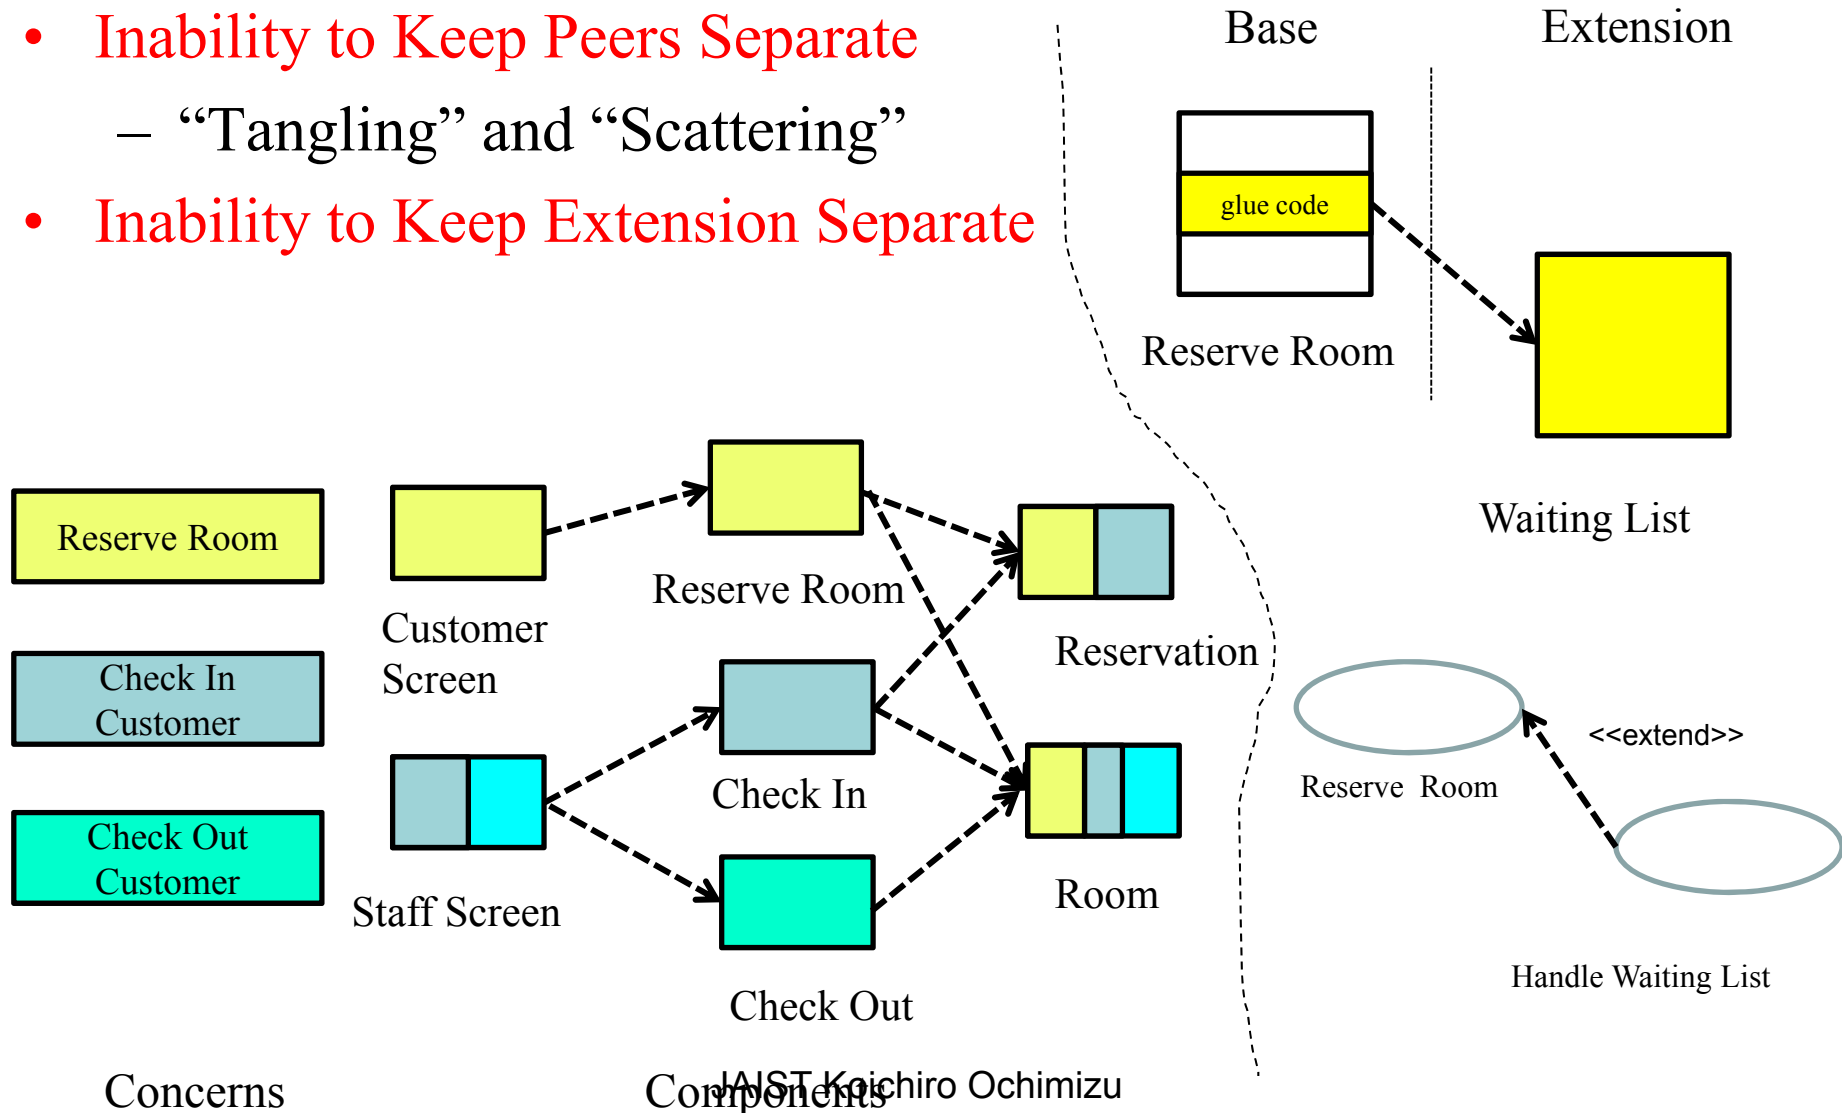 • Inability to Keep Peers Separate
– “Tangling” and “Scattering”
• Inability to Keep Extension Separate
Base
Extension
glue code
Reserve Room
Waiting List
Reserve Room
Check In
Customer
Check Out
Customer
Customer
Screen
Staff Screen
Reserve Room
Check In
Check Out
Reservation
Room
<<extend>>
Reserve Room
Handle Waiting List
Concerns
Components
JAIST Koichiro Ochimizu